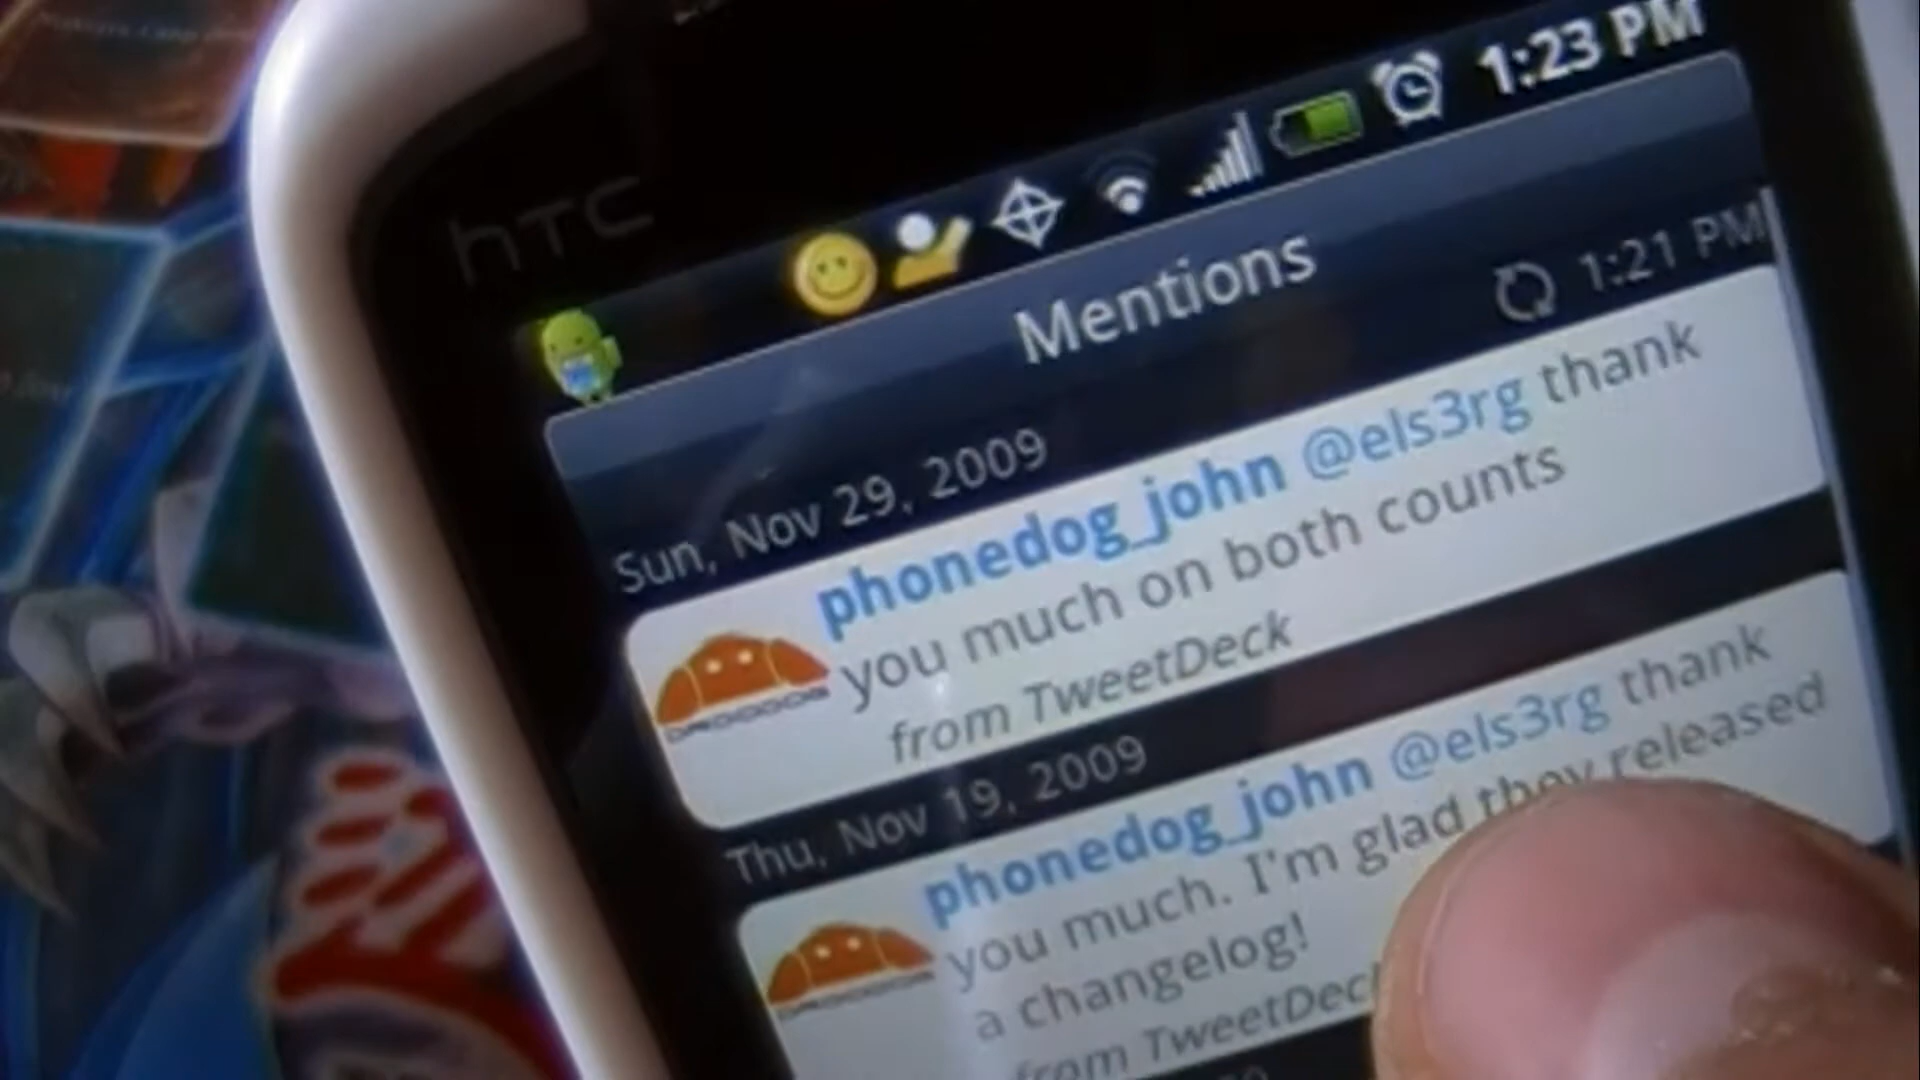 hTC
1:23 PM
Mentions
1:21 PM
Sun, Nov 29, 2009
phonedog_john @els3rg thank
you much on both counts
from TweetDeck
Thu, Nov 19, 2009
phonedog_john @els3rg thank
you much. I'm glad they released
a changelog!
from TweetDeck